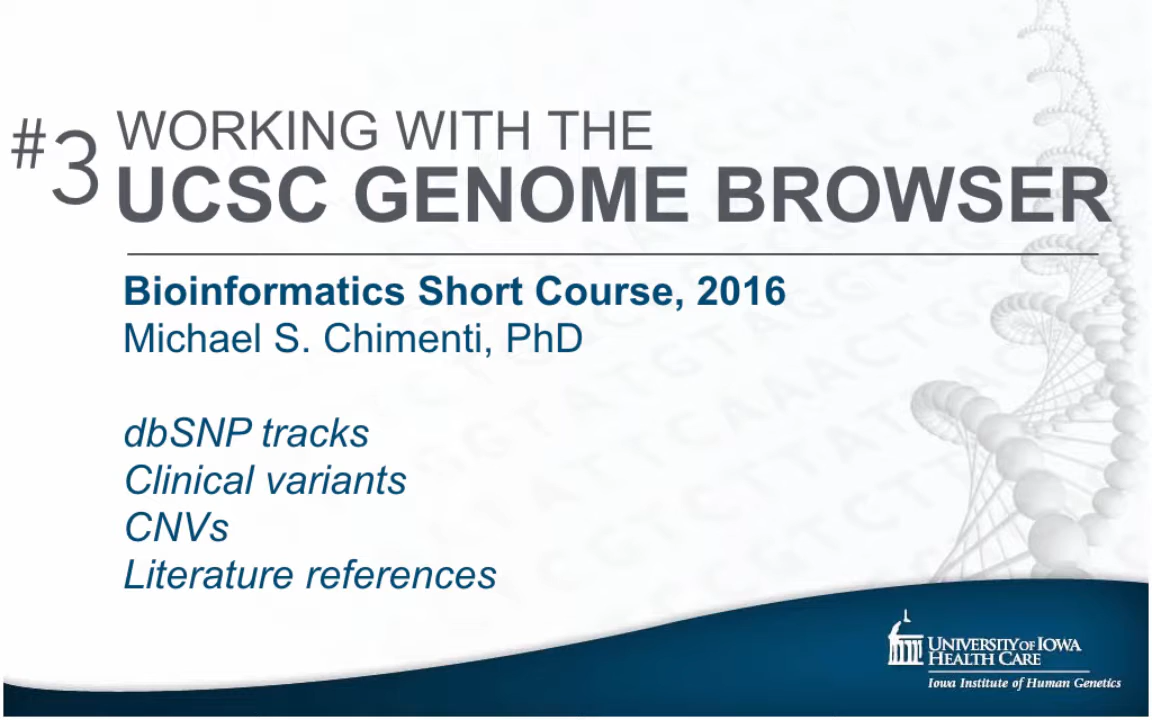 #3 WORKING WITH THE
UCSC GENOME BROWSER
Bioinformatics Short Course, 2016
Michael S. Chimenti, PhD
dbSNP tracks
Clinical variants
CNVs
Literature references
UNIVERSITY OF IOWA
HEALTH CARE
Iowa Institute of Human Genetics